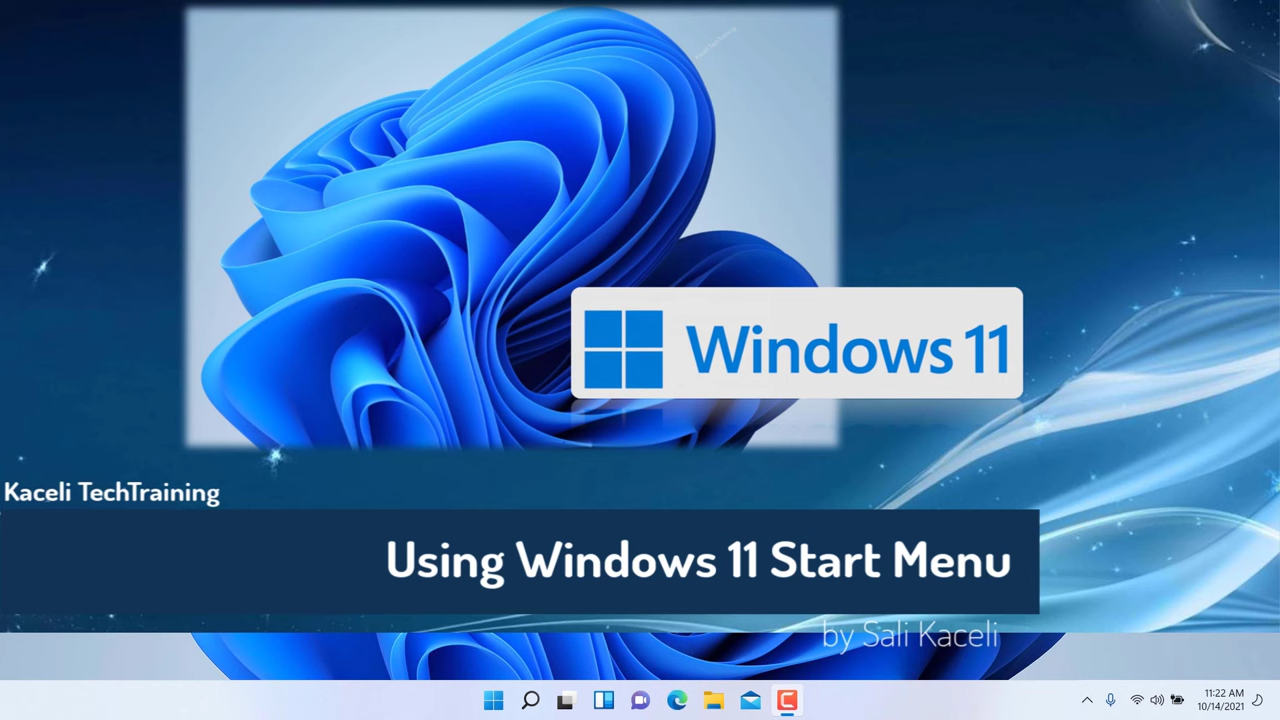 Windows 11
Kaceli TechTraining
Using Windows 11 Start Menu
by Sali Kaceli
11:22 AM
10/14/2021